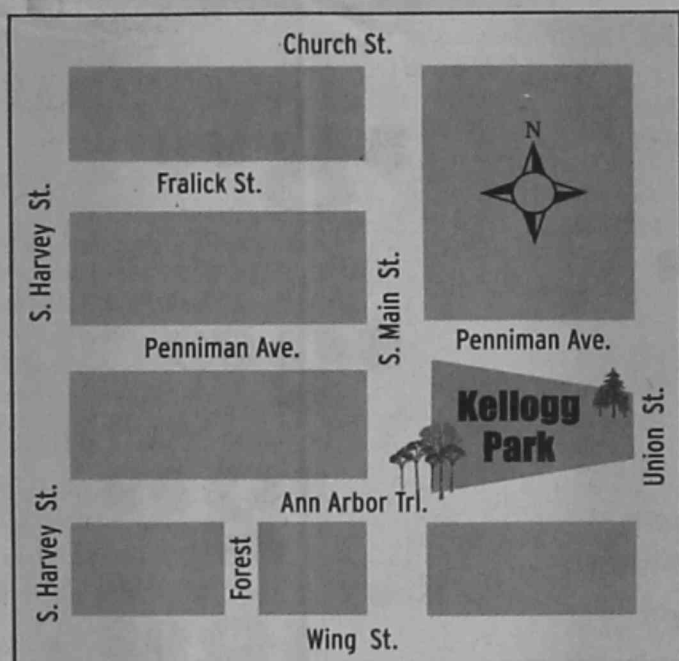 Church St.
N
Fralick St.
S. Harvey St.
S. Main St.
Penniman Ave.
Penniman Ave.
Kellogg
Park
Union St.
Ann Arbor Trl.
S. Harvey St.
Forest
Wing St.